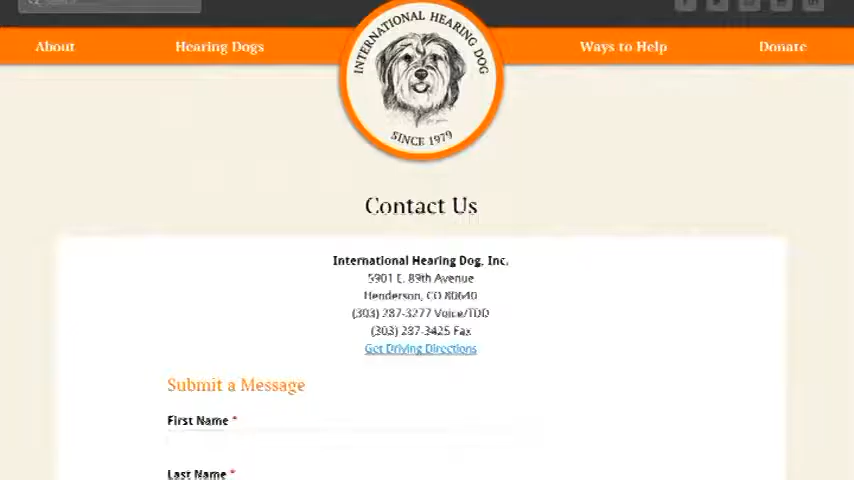 Search
About
Hearing Dogs
INTERNATIONAL HEARING DOG
SINCE 1979
Ways to Help
Donate
Contact Us
International Hearing Dog, Inc.
5901 E. 89th Avenue
Henderson, CO 80640
(303) 287-3277 Voice/TDD
(303) 287-3425 Fax
Get Driving Directions
Submit a Message
First Name *
Last Name *